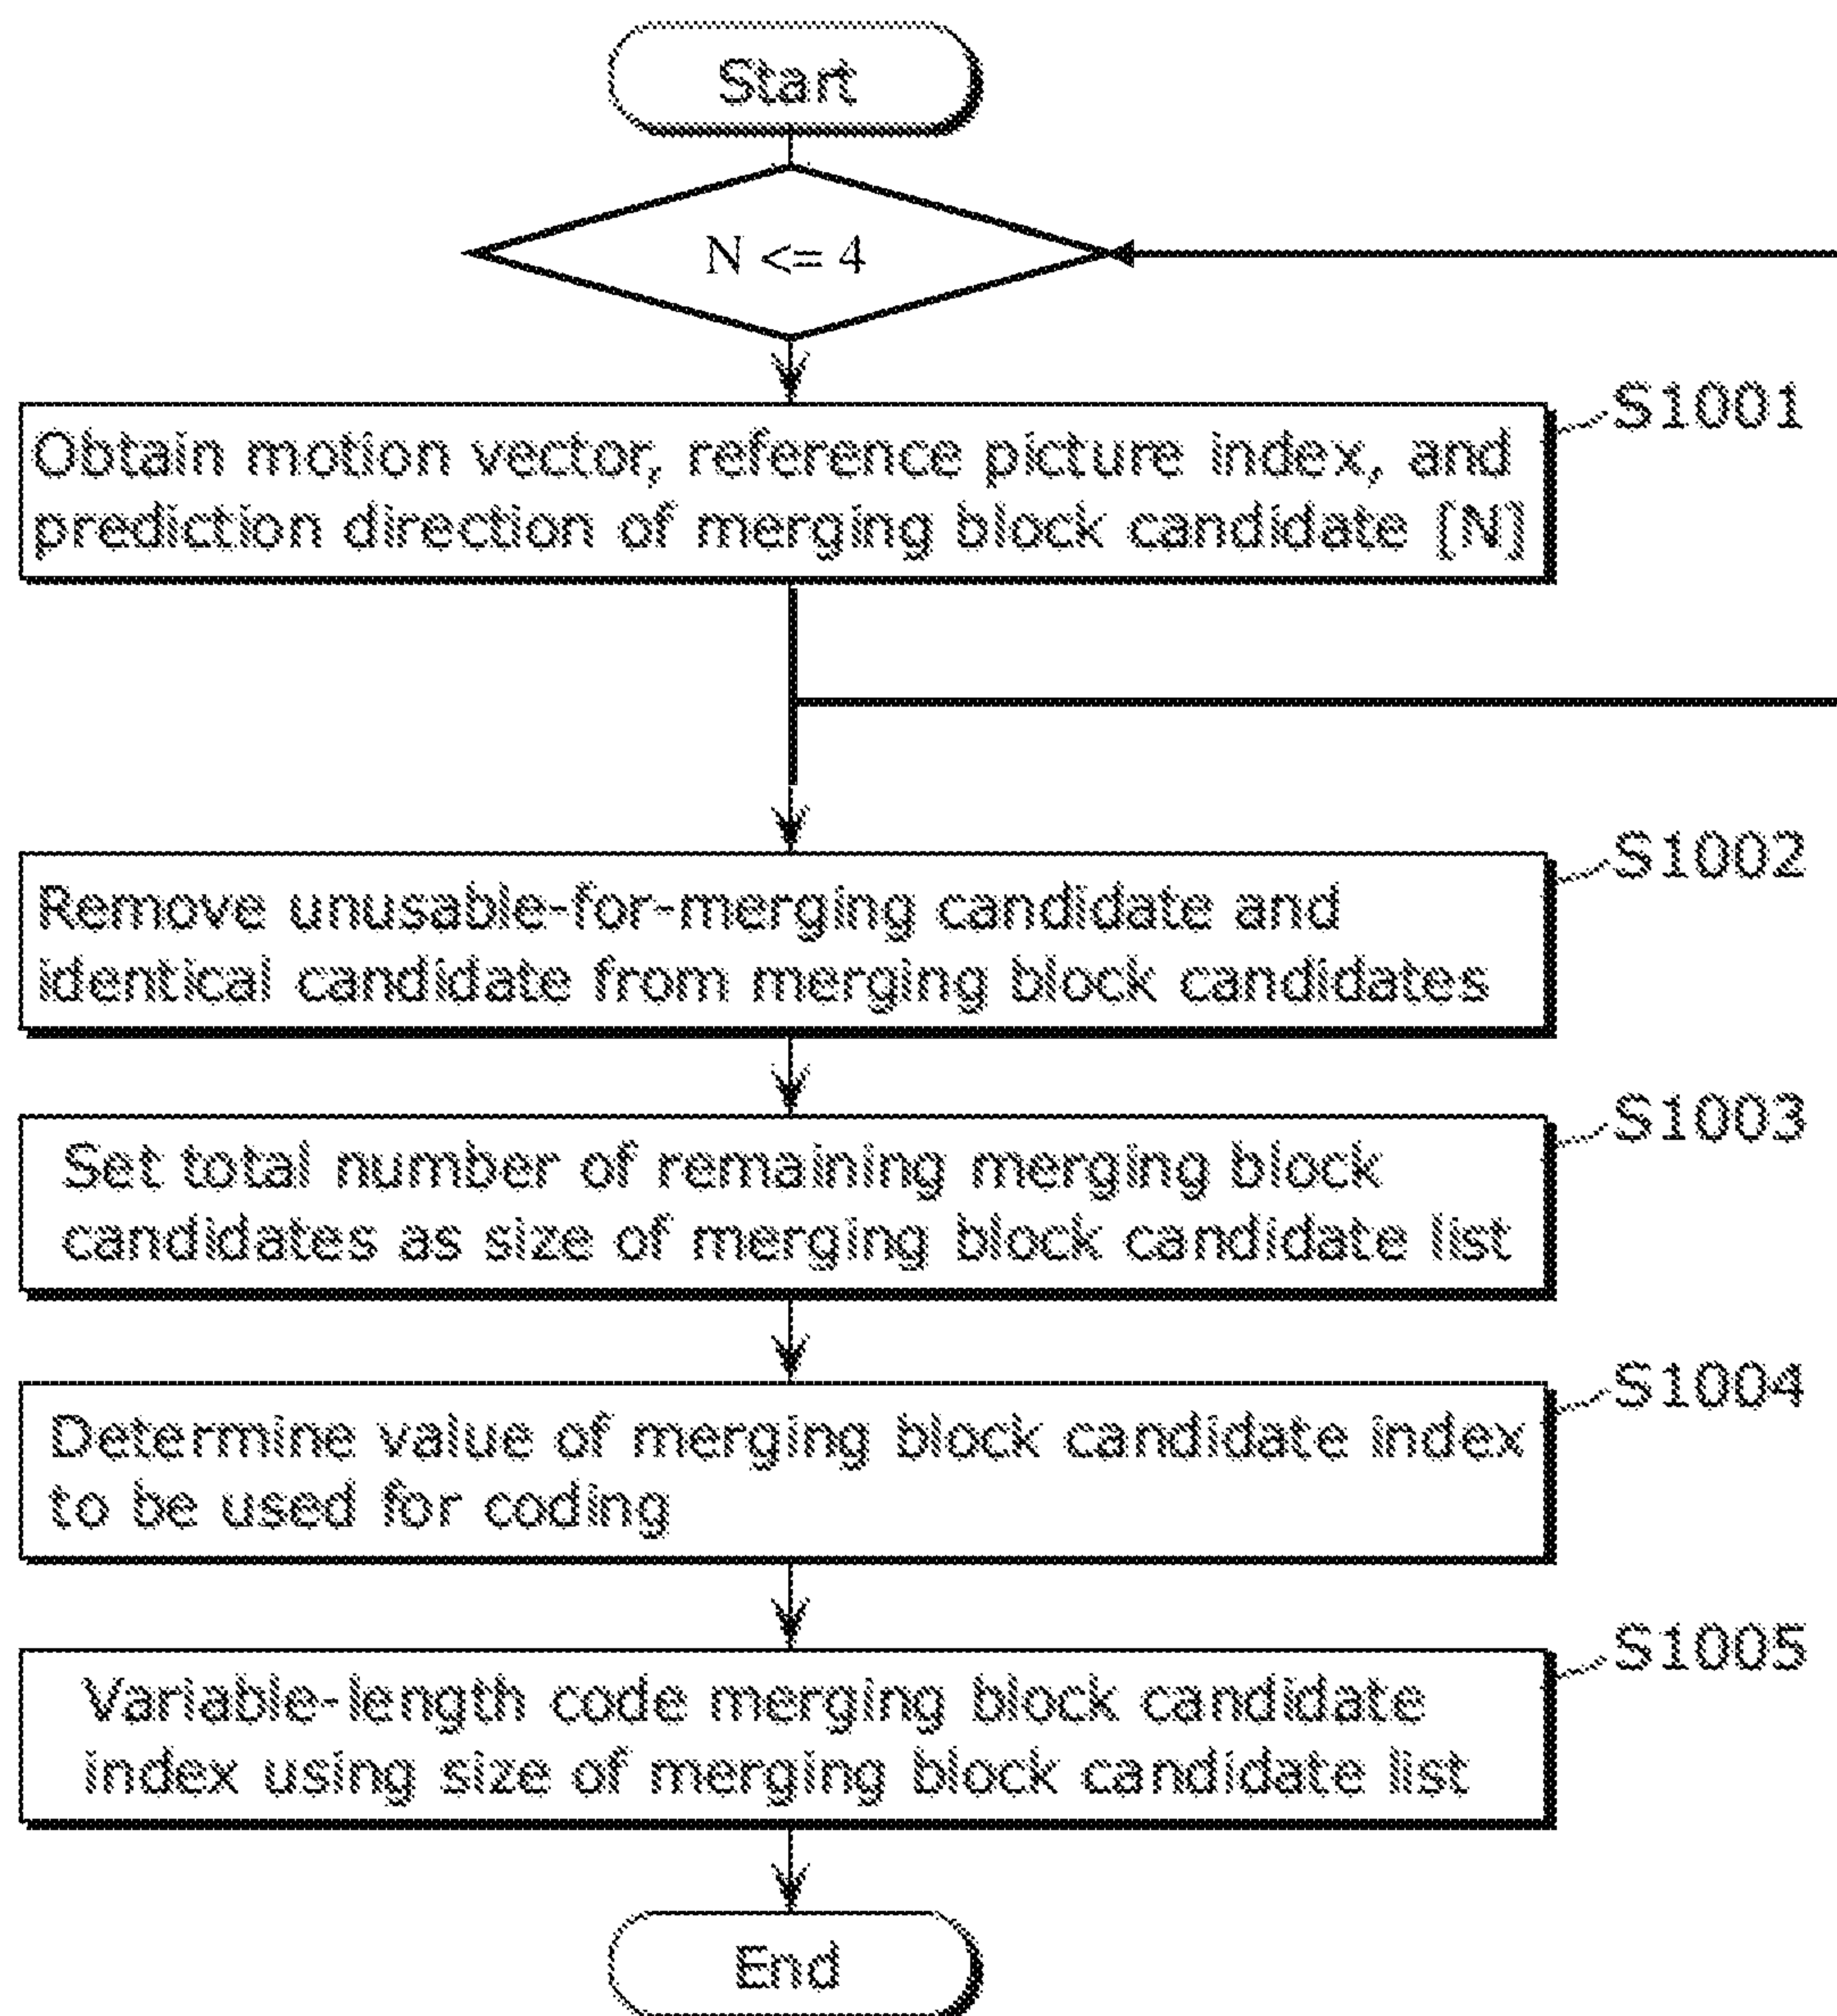 Start
N <= 4
S1001
Obtain motion vector, reference picture index, and
prediction direction of merging block candidate [N]
S1002
Remove unusable-for-merging candidate and
identical candidate from merging block candidates
S1003
Set total number of remaining merging block
candidates as size of merging block candidate list
S1004
Determine value of merging block candidate index
to be used for coding
S1005
Variable-length code merging block candidate
index using size of merging block candidate list
End